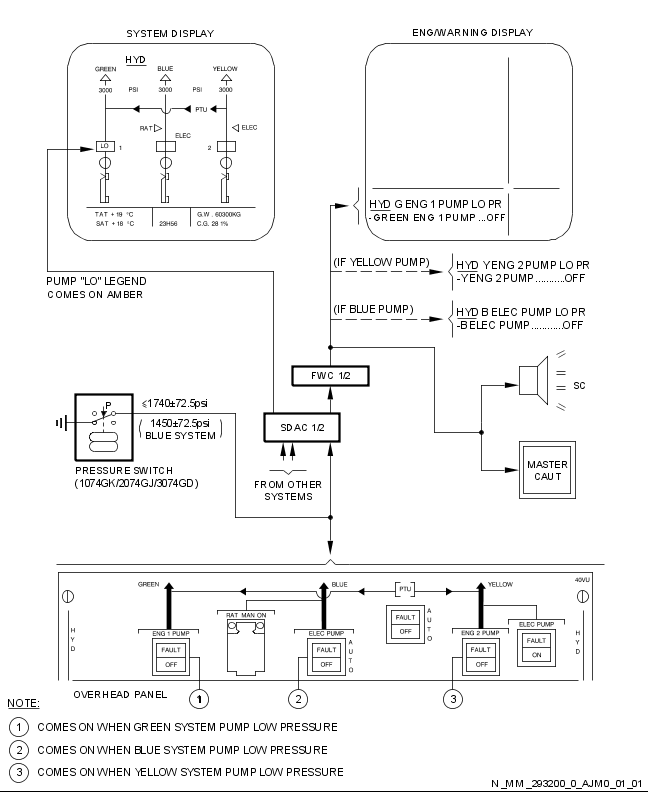 SYSTEM DISPLAY
ENG/WARNING DISPLAY
HYD
GREEN BLUE YELLOW
3000 PSI 3000 PSI 3000
PTU
RAT ELEC
ELEC
LO 1 2
TAT + 19 °C G.W. 60300KG
SAT + 18 °C 23H56 C.G. 28.1%
HYD G ENG 1 PUMP LO PR
- GREEN ENG 1 PUMP ...OFF
(IF YELLOW PUMP)
HYD Y ENG 2 PUMP LO PR
-Y ENG 2 PUMP ..........OFF
PUMP "LO" LEGEND
COMES ON AMBER
(IF BLUE PUMP)
HYD B ELEC PUMP LO PR
-B ELEC PUMP ...........OFF
FWC 1/2
SC
P
≤1740±72.5psi
(1450±72.5psi
BLUE SYSTEM)
SDAC 1/2
MASTER
CAUT
PRESSURE SWITCH
(1074GK/2074GJ/3074GD)
FROM OTHER
SYSTEMS
40VU
GREEN BLUE PTU YELLOW
RAT MAN ON
FAULT
OFF
AUTO
ELEC PUMP
FAULT
ON
HYD
ENG 1 PUMP
FAULT
OFF
ELEC PUMP
FAULT
OFF
AUTO
ENG 2 PUMP
FAULT
OFF
HYD
OVERHEAD PANEL 1 2 3
NOTE:
1 COMES ON WHEN GREEN SYSTEM PUMP LOW PRESSURE
2 COMES ON WHEN BLUE SYSTEM PUMP LOW PRESSURE
3 COMES ON WHEN YELLOW SYSTEM PUMP LOW PRESSURE
N_MM_293200_0_AJM0_01_01